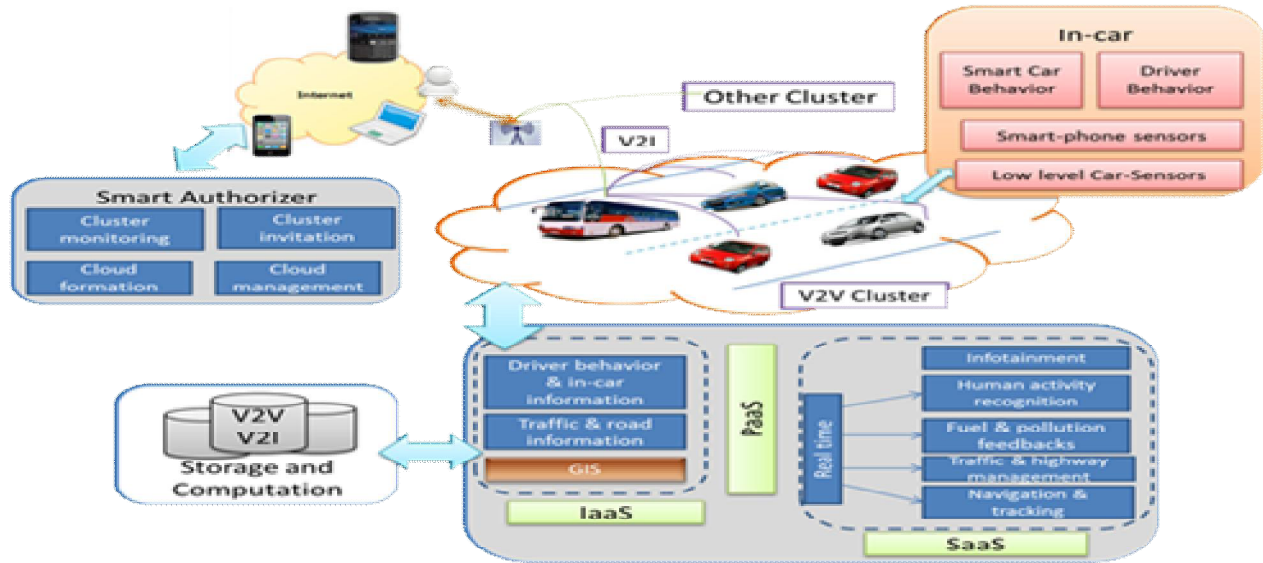 In-car
Smart Car
Behavior
Driver
Behavior
Smart-phone sensors
Low level Car-Sensors
Internet
Other Cluster
V2I
V2V Cluster
Smart Authorizer
Cluster
monitoring
Cluster
invitation
Cloud
formation
Cloud
management
V2V
V2I
Storage and
Computation
Driver behavior
& in-car
information
Traffic & road
information
GIS
IaaS
PaaS
Real time
Infotainment
Human activity
recognition
Fuel & pollution
feedbacks
Traffic & highway
management
Navigation &
tracking
SaaS